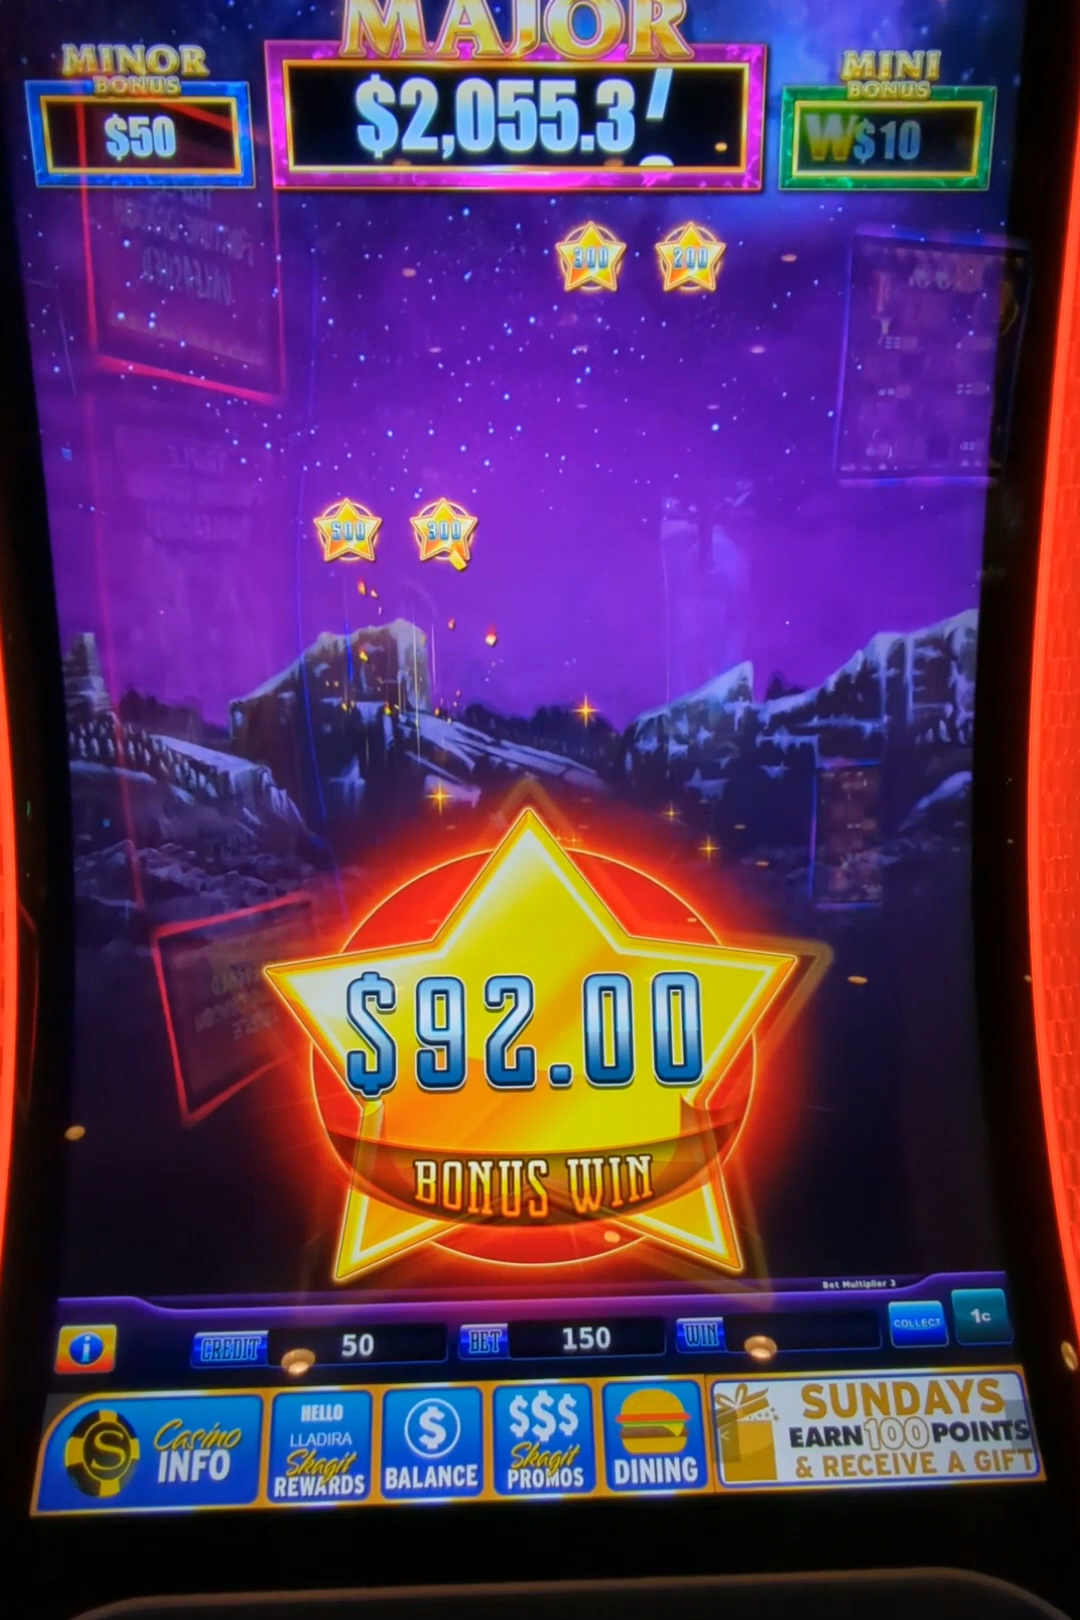 MAJOR
MINOR
BONUS
$50
$2,055.3
MINI
BONUS
W$10
300
200
500
300
$92.00
BONUS WIN
Bet Multiplier 3
CREDIT 50 BET 150 WIN COLLECT 1c
S
Casino
INFO
HELLO
LLADIRA
Skagit
REWARDS
$
BALANCE
$$$
Skagit
PROMOS
DINING
SUNDAYS
EARN 100 POINTS
& RECEIVE A GIFT